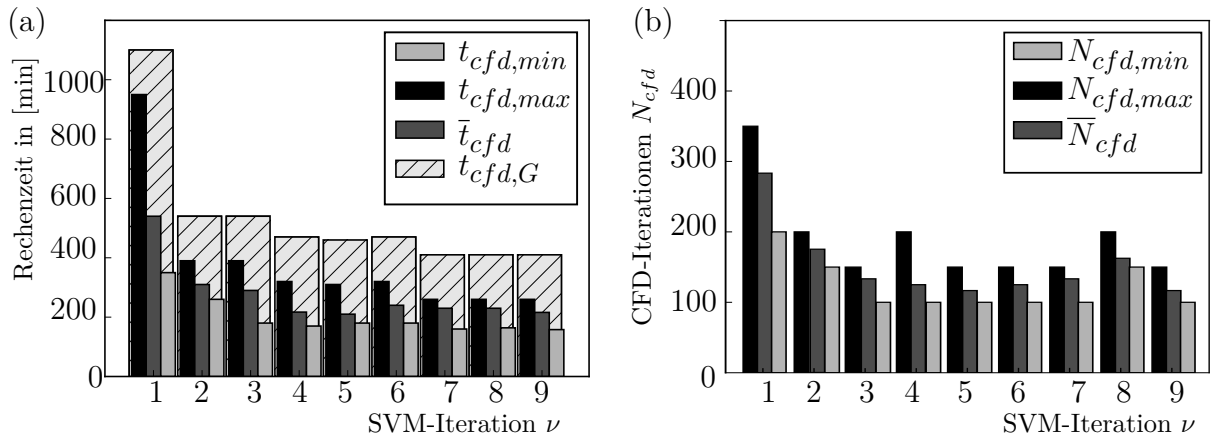 (a)
Rechenzeit in [min]
1000
800
600
400
200
0
t_{cfd,min}
t_{cfd,max}
\bar{t}_{cfd}
t_{cfd,G}
1 2 3 4 5 6 7 8 9
SVM-Iteration ν
(b)
CFD-Iterationen N_{cfd}
400
300
200
100
0
N_{cfd,min}
N_{cfd,max}
\overline{N}_{cfd}
1 2 3 4 5 6 7 8 9
SVM-Iteration ν